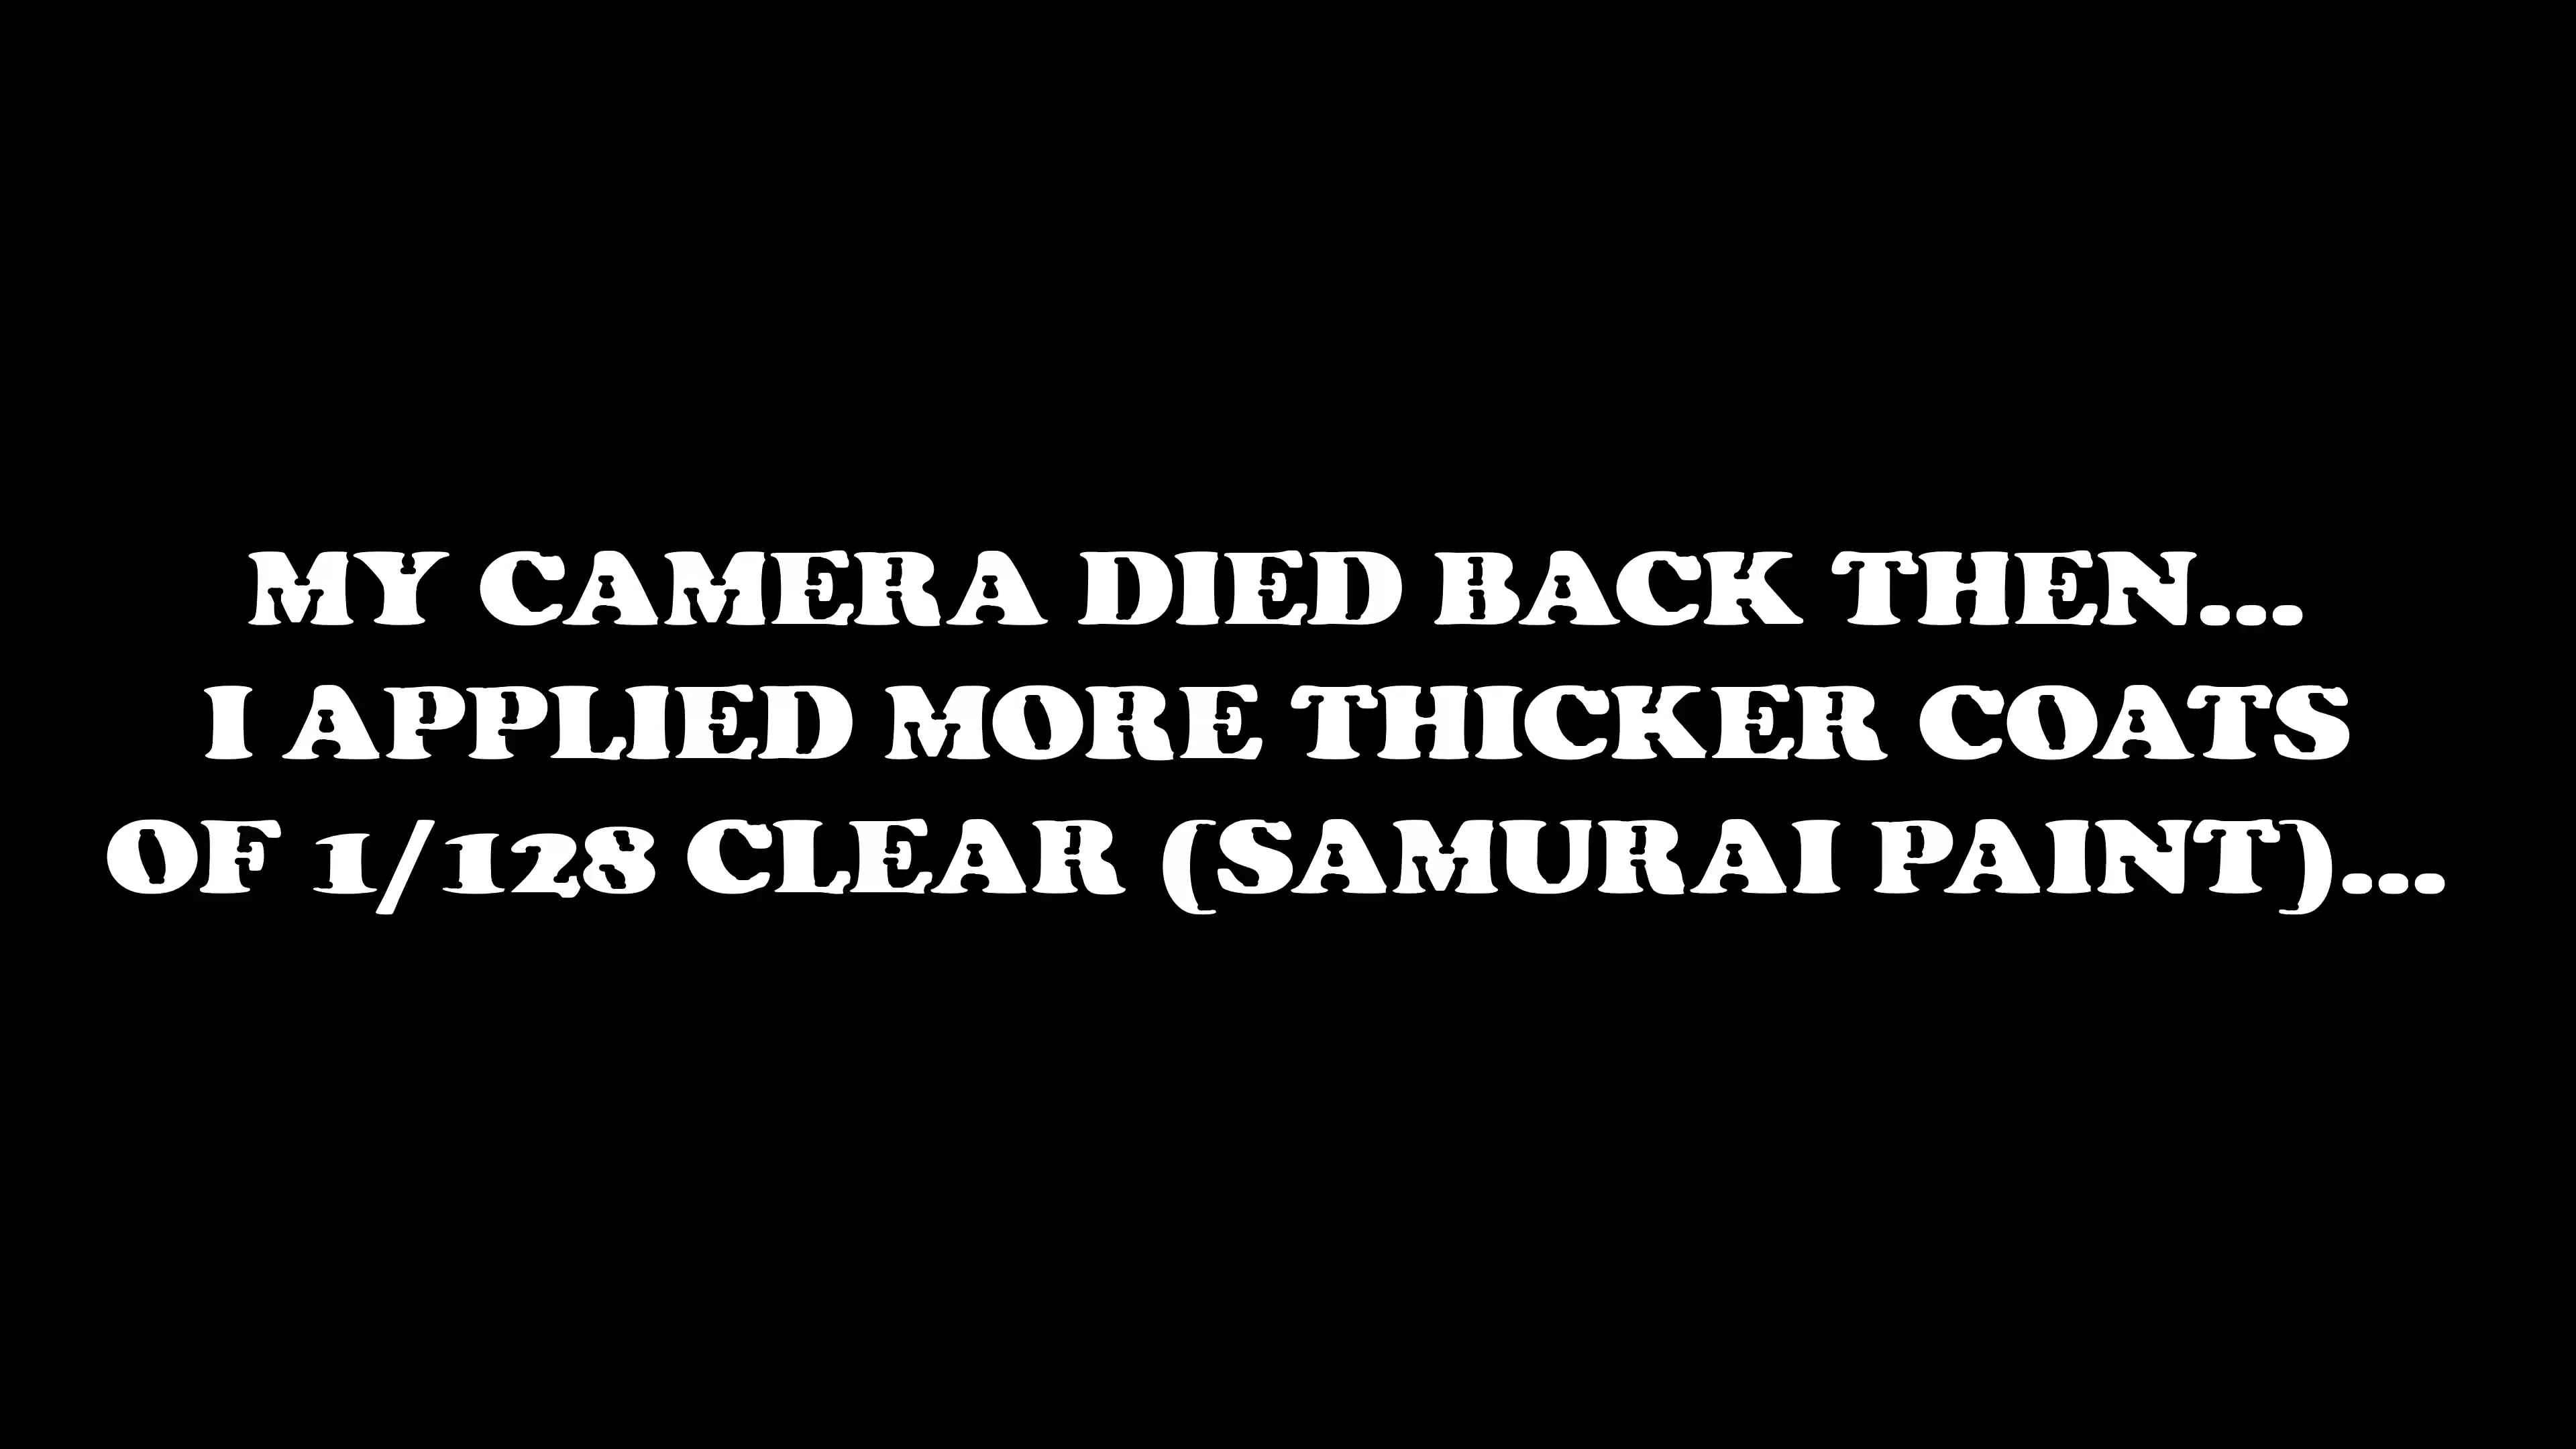 MY CAMERA DIED BACK THEN...
I APPLIED MORE THICKER COATS
OF 1/128 CLEAR (SAMURAI PAINT)...